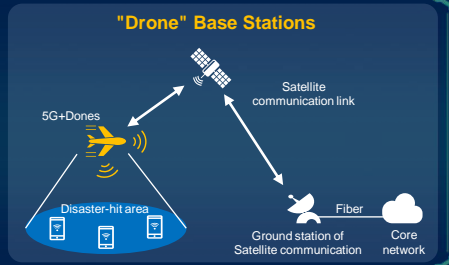 "Drone" Base Stations
Satellite
communication link
5G+Dones
Disaster-hit area
Fiber
Ground station of
Satellite communication
Core
network